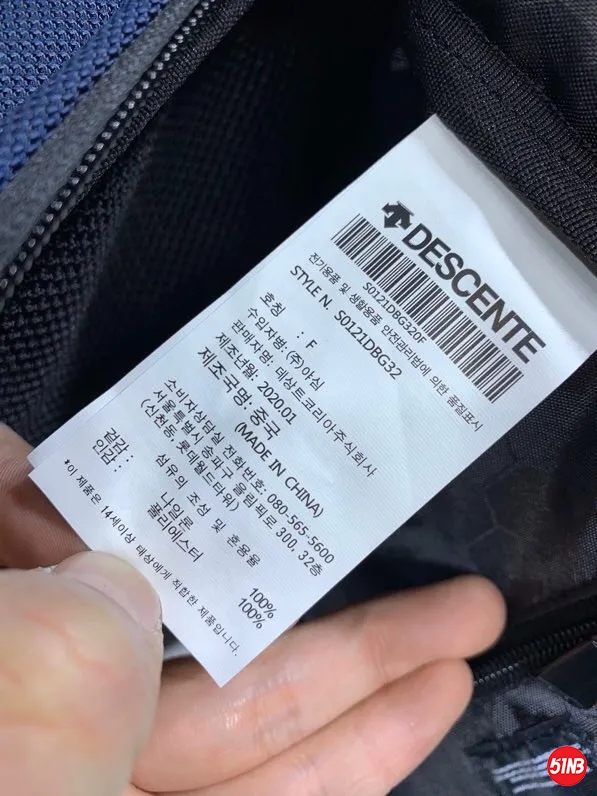 DESCENTE
S0121DBG320F
전기용품 및 생활용품 안전관리법에 의한 품질표시
STYLE N. S0121DBG32
호칭 : F
수입자명: (주)아심
판매자명: 데상트코리아주식회사
제조년월: 2020.01
제조국명: 중국
(MADE IN CHINA)
소비자상담실 전화번호: 080-565-5600
서울특별시 송파구 올림픽로 300, 32층
(신천동, 롯데월드타워)
섬유의 조성 및 혼용율
겉감: 나일론 100%
안감: 폴리에스터 100%
*이 제품은 14세이상 대상에게 적합한 제품입니다.
51NB